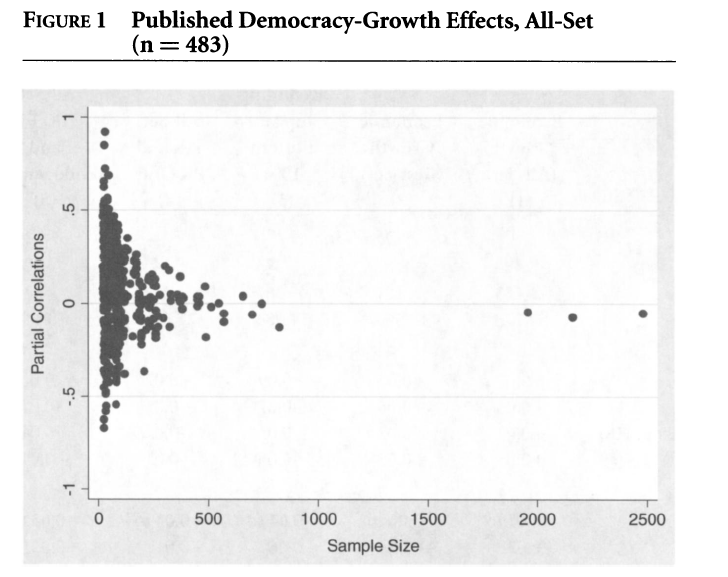 FIGURE 1 Published Democracy-Growth Effects, All-Set
(n = 483)
1
.5
0
-.5
-1
Partial Correlations
0 500 1000 1500 2000 2500
Sample Size